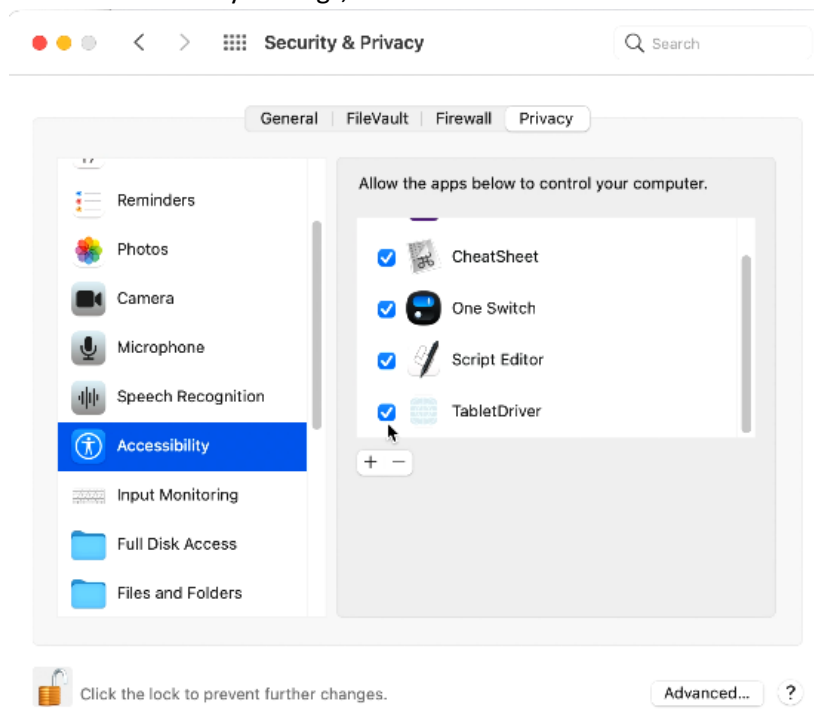 Security & Privacy
Search
General
FileVault
Firewall
Privacy
Reminders
Photos
Camera
Microphone
Speech Recognition
Accessibility
Input Monitoring
Full Disk Access
Files and Folders
Allow the apps below to control your computer.
CheatSheet
One Switch
Script Editor
TabletDriver
+ −
Click the lock to prevent further changes.
Advanced...
?